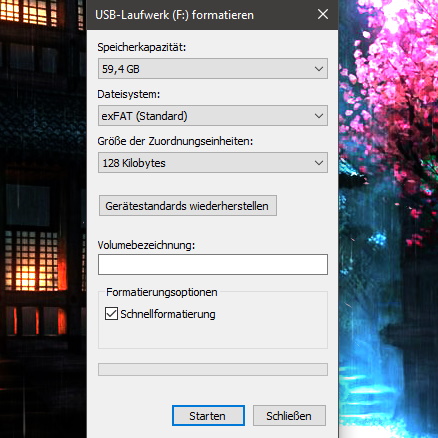 USB-Laufwerk (F:) formatieren
Speicherkapazität:
59,4 GB
Dateisystem:
exFAT (Standard)
Größe der Zuordnungseinheiten:
128 Kilobytes
Gerätestandards wiederherstellen
Volumebezeichnung:
Formatierungsoptionen
Schnellformatierung
Starten
Schließen